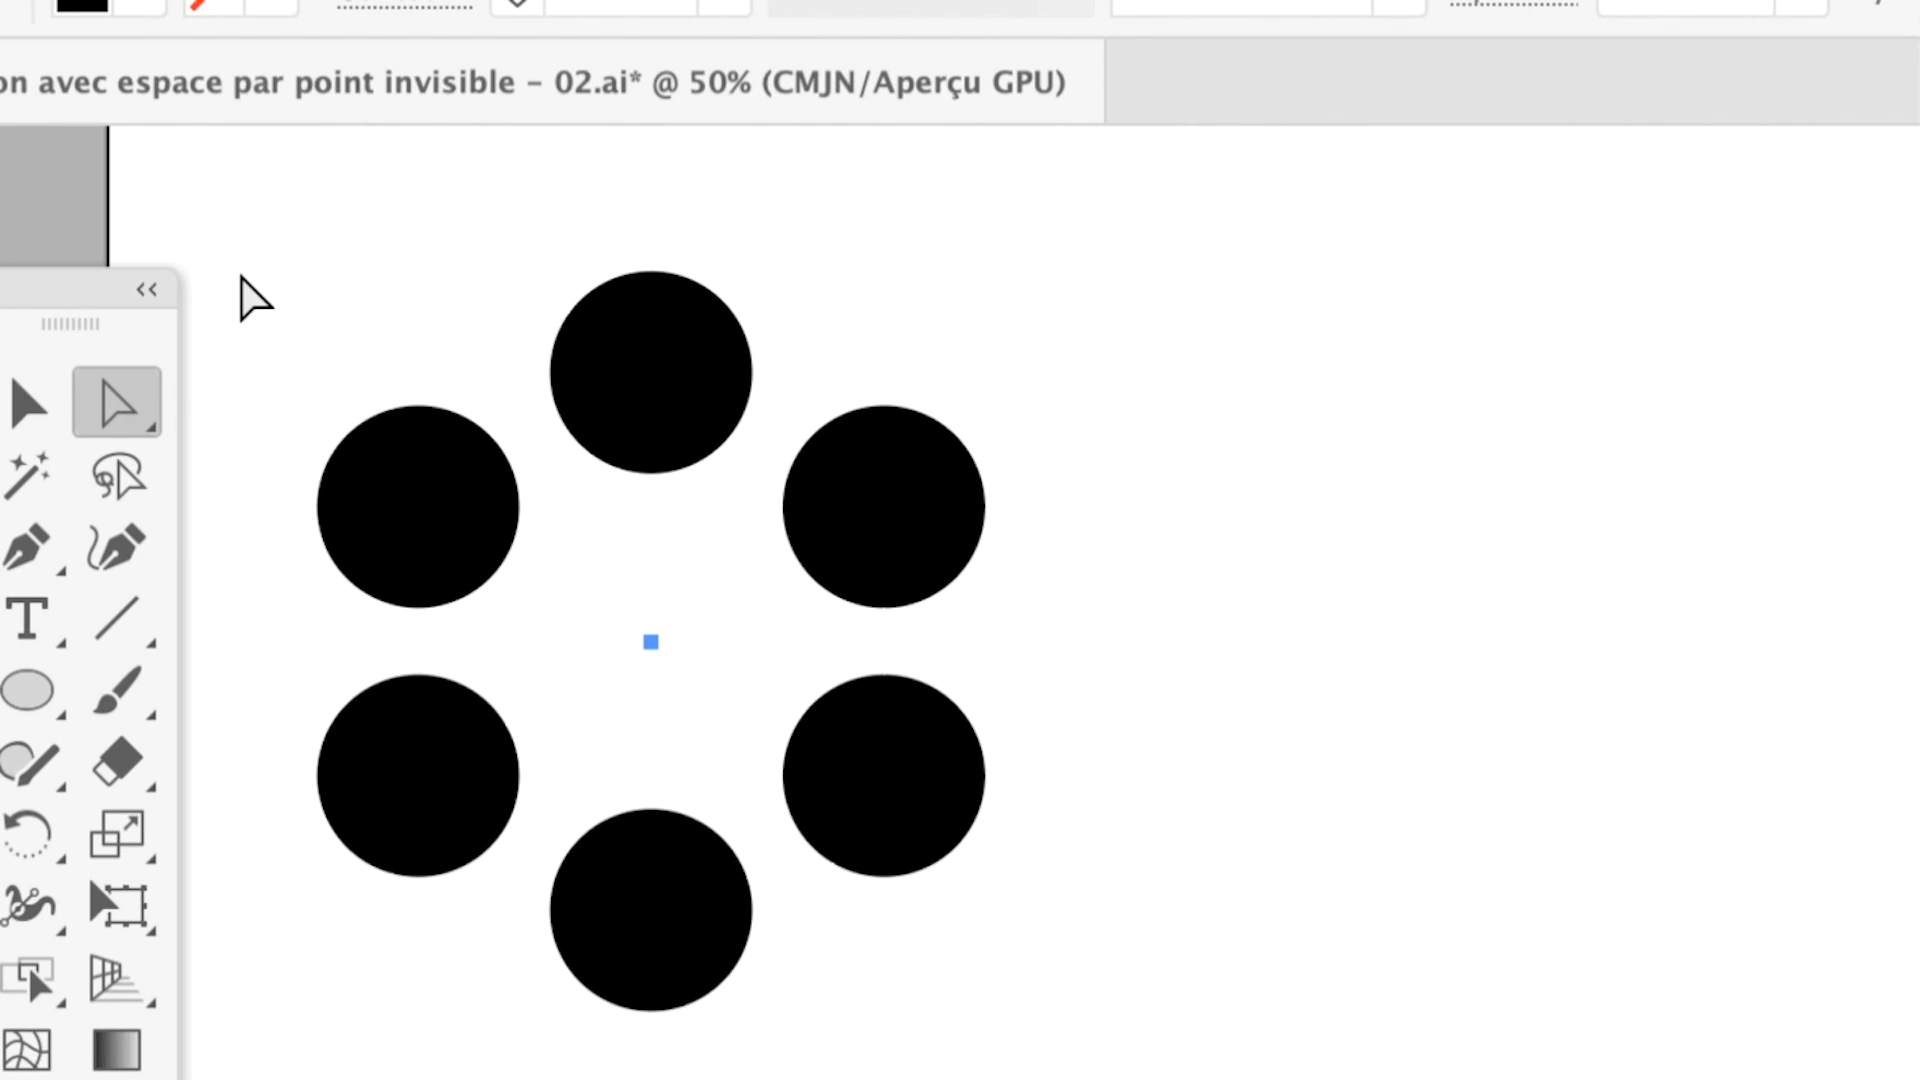 on avec espace par point invisible – 02.ai* @ 50% (CMJN/Aperçu GPU)